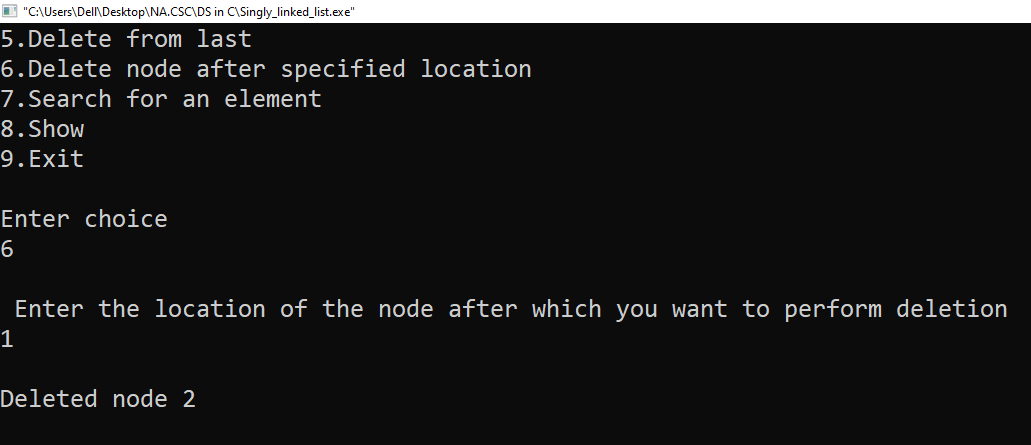 "C:\Users\Dell\Desktop\NA.CSC\DS in C\Singly_linked_list.exe"
5.Delete from last
6.Delete node after specified location
7.Search for an element
8.Show
9.Exit
Enter choice
6
Enter the location of the node after which you want to perform deletion
1
Deleted node 2